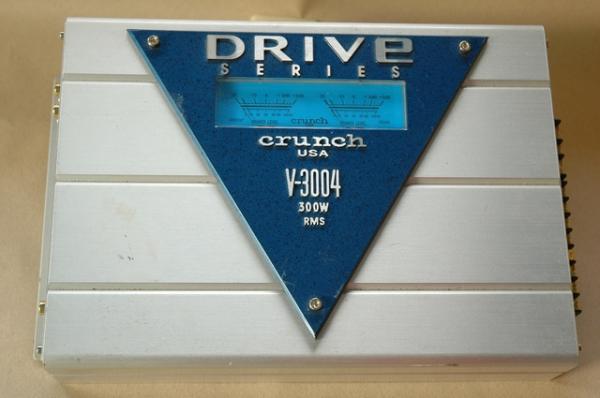 DRIVe
SERIES
crunch
crunch
USA
V-3004
300W
RMS